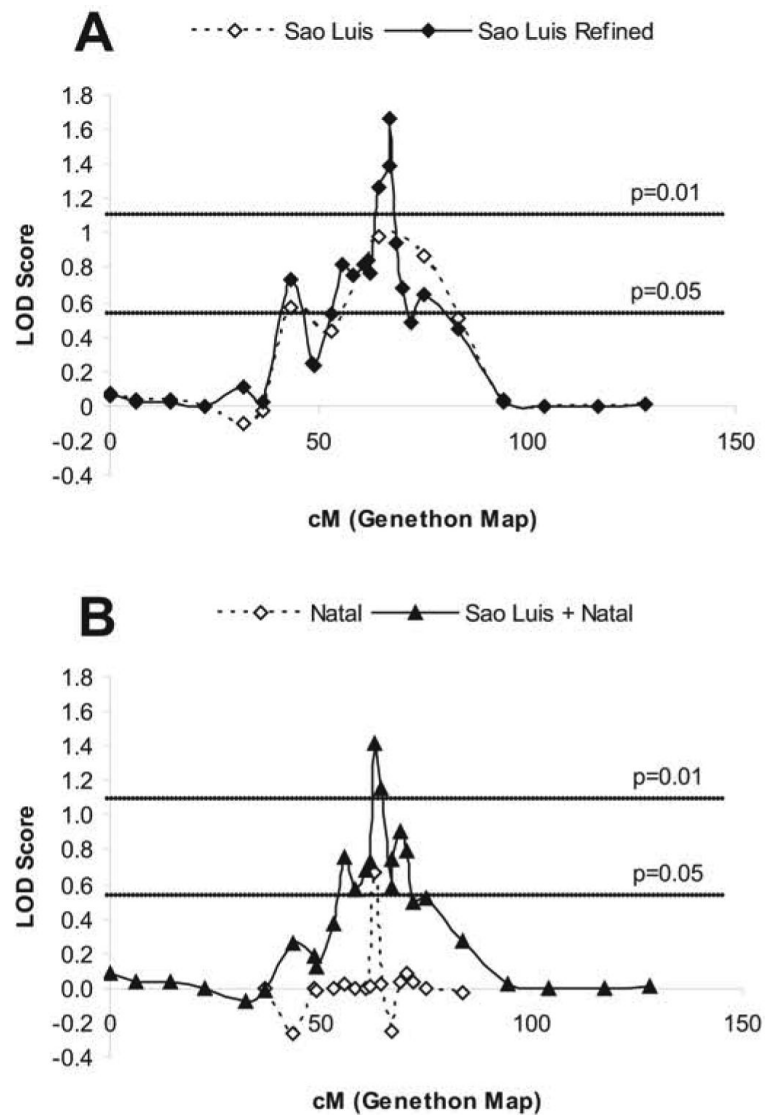 A
Sao Luis Sao Luis Refined
1.8
1.6
1.4
1.2
p=0.01
1
0.8
p=0.05
0.6
0.4
0.2
0
-0.2
-0.4
0 50 100 150
LOD Score
cM (Genethon Map)
B
Natal Sao Luis + Natal
1.8
1.6
1.4
1.2
p=0.01
1.0
0.8
p=0.05
0.6
0.4
0.2
0.0
-0.2
-0.4
0 50 100 150
LOD Score
cM (Genethon Map)